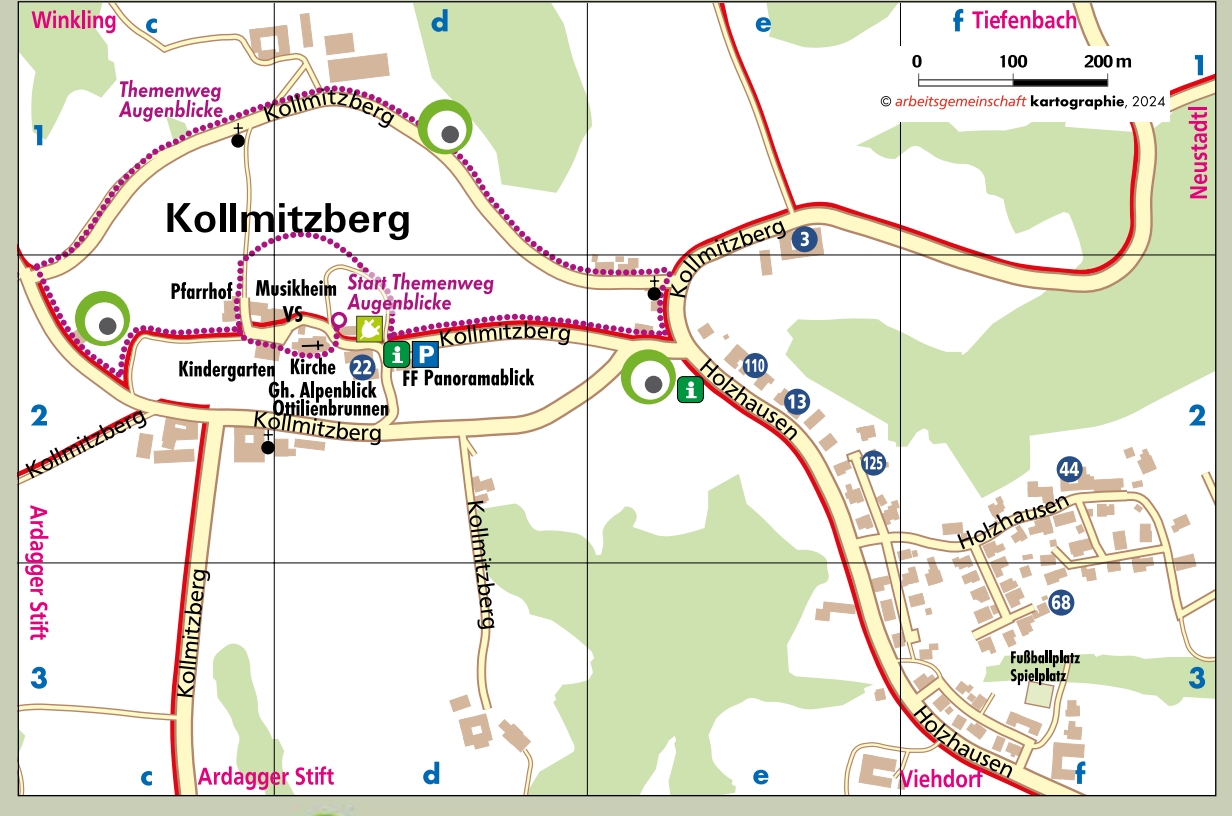 Winkling
c
d
e
f
Tiefenbach
0 100 200 m
© arbeitsgemeinschaft kartographie, 2024
1
Neustadtl
Themenweg
Augenblicke
Kollmitzberg
1
Kollmitzberg
Kollmitzberg
3
Pfarrhof
Musikheim
VS
Start Themenweg
Augenblicke
Kollmitzberg
i
P
FF Panoramablick
Kindergarten
Kirche
22
Gh. Alpenblick
Ottilienbrunnen
Kollmitzberg
i
Holzhausen
110
13
125
44
2
2
Kollmitzberg
Holzhausen
Kollmitzberg
Ardagger Stift
Kollmitzberg
68
Fußballplatz
Spielplatz
3
3
Holzhausen
c
Ardagger Stift
d
e
Viehdorf
f